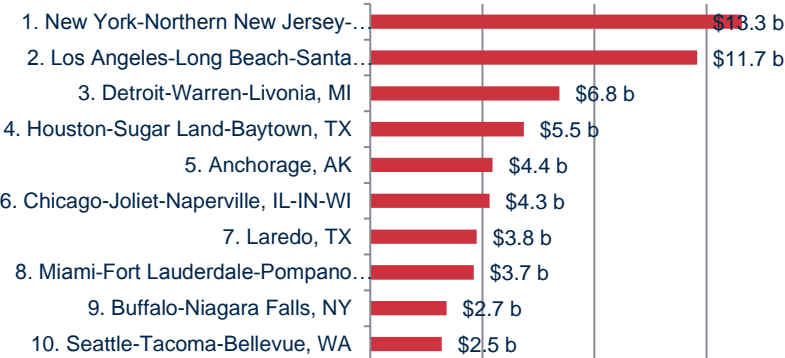 1. New York-Northern New Jersey-… $13.3 b
2. Los Angeles-Long Beach-Santa… $11.7 b
3. Detroit-Warren-Livonia, MI $6.8 b
4. Houston-Sugar Land-Baytown, TX $5.5 b
5. Anchorage, AK $4.4 b
6. Chicago-Joliet-Naperville, IL-IN-WI $4.3 b
7. Laredo, TX $3.8 b
8. Miami-Fort Lauderdale-Pompano… $3.7 b
9. Buffalo-Niagara Falls, NY $2.7 b
10. Seattle-Tacoma-Bellevue, WA $2.5 b